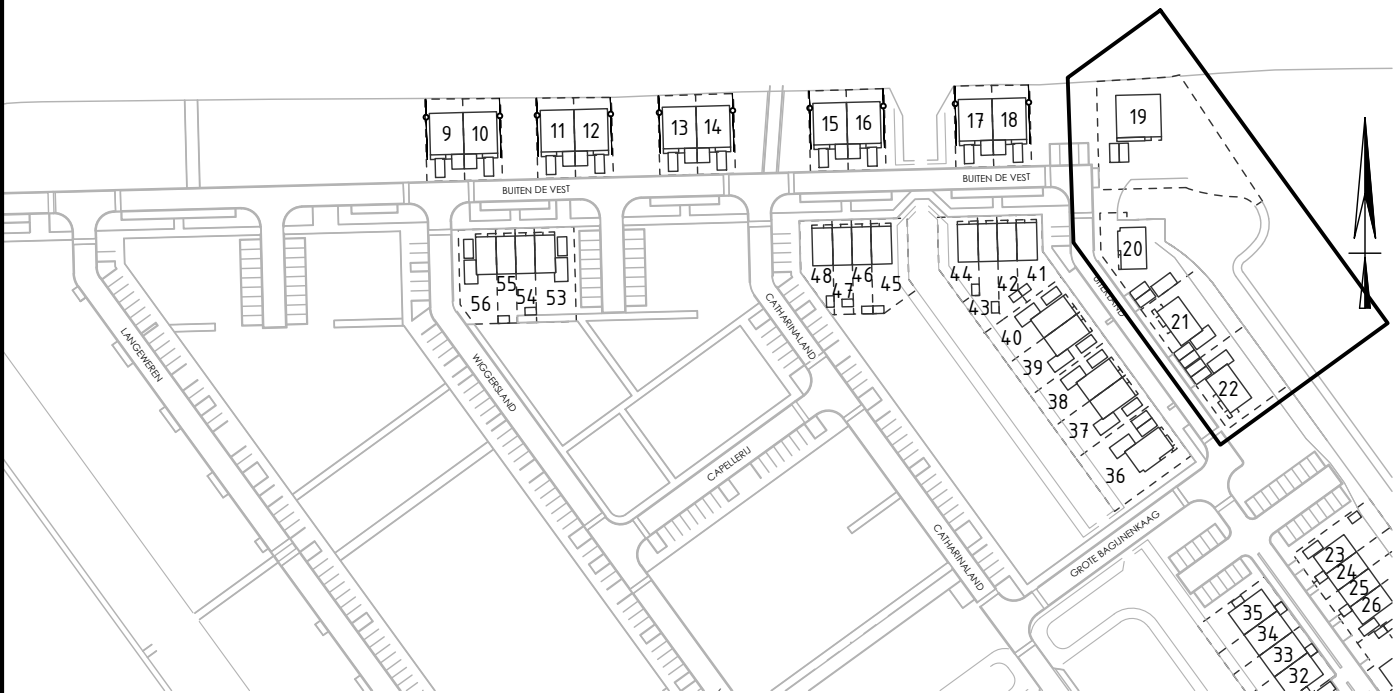 19
9 10 11 12 13 14 15 16 17 18
BUITEN DE VEST BUITEN DE VEST
20
48 47 46 45 44 43 42 41
56 55 54 53
40
21
39
38
22
37
36
LANGEWEREN
WIGGERSLAND
CATHARINALAND
CAPELLERIJ
CATHARINALAND
GROTE BAGIJNENKAAG
23
24
25
26
35
34
33
32